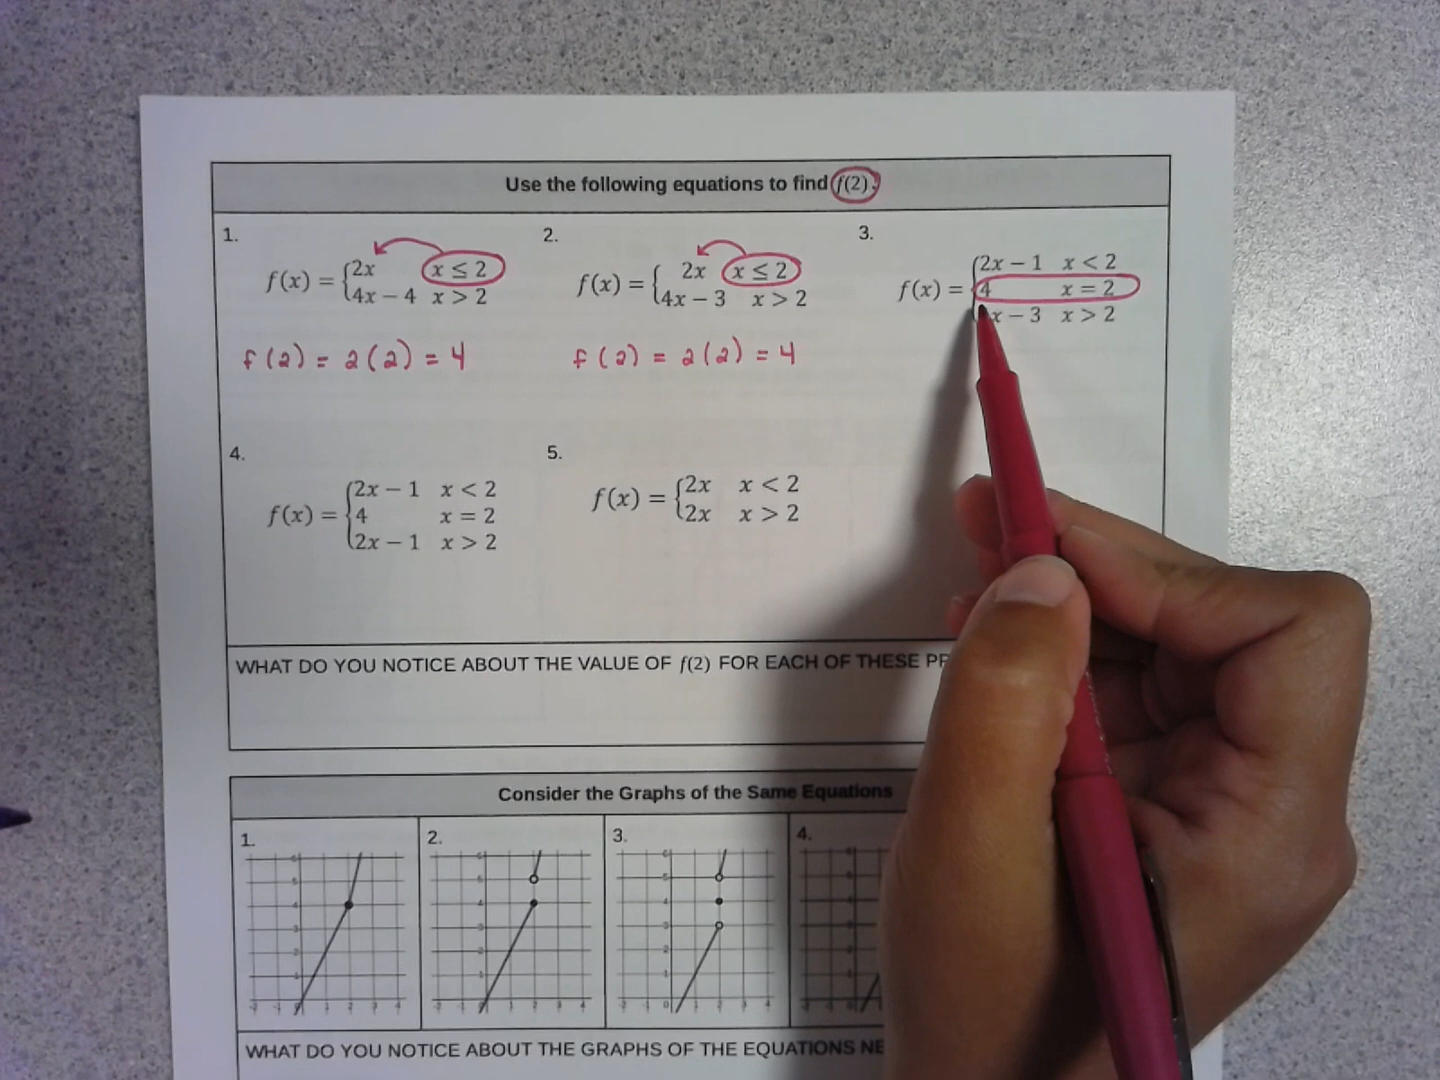 Use the following equations to find f(2).
1.
f(x) = {2x x ≤ 2
4x − 4 x > 2
f(2) = 2(2) = 4
2.
f(x) = {2x x ≤ 2
4x − 3 x > 2
f(2) = 2(2) = 4
3.
f(x) = {2x − 1 x < 2
4 x = 2
x − 3 x > 2
4.
f(x) = {2x − 1 x < 2
4 x = 2
2x − 1 x > 2
5.
f(x) = {2x x < 2
2x x > 2
WHAT DO YOU NOTICE ABOUT THE VALUE OF f(2) FOR EACH OF THESE
Consider the Graphs of the Same Equations
1.
2.
3.
4.
WHAT DO YOU NOTICE ABOUT THE GRAPHS OF THE EQUATIONS